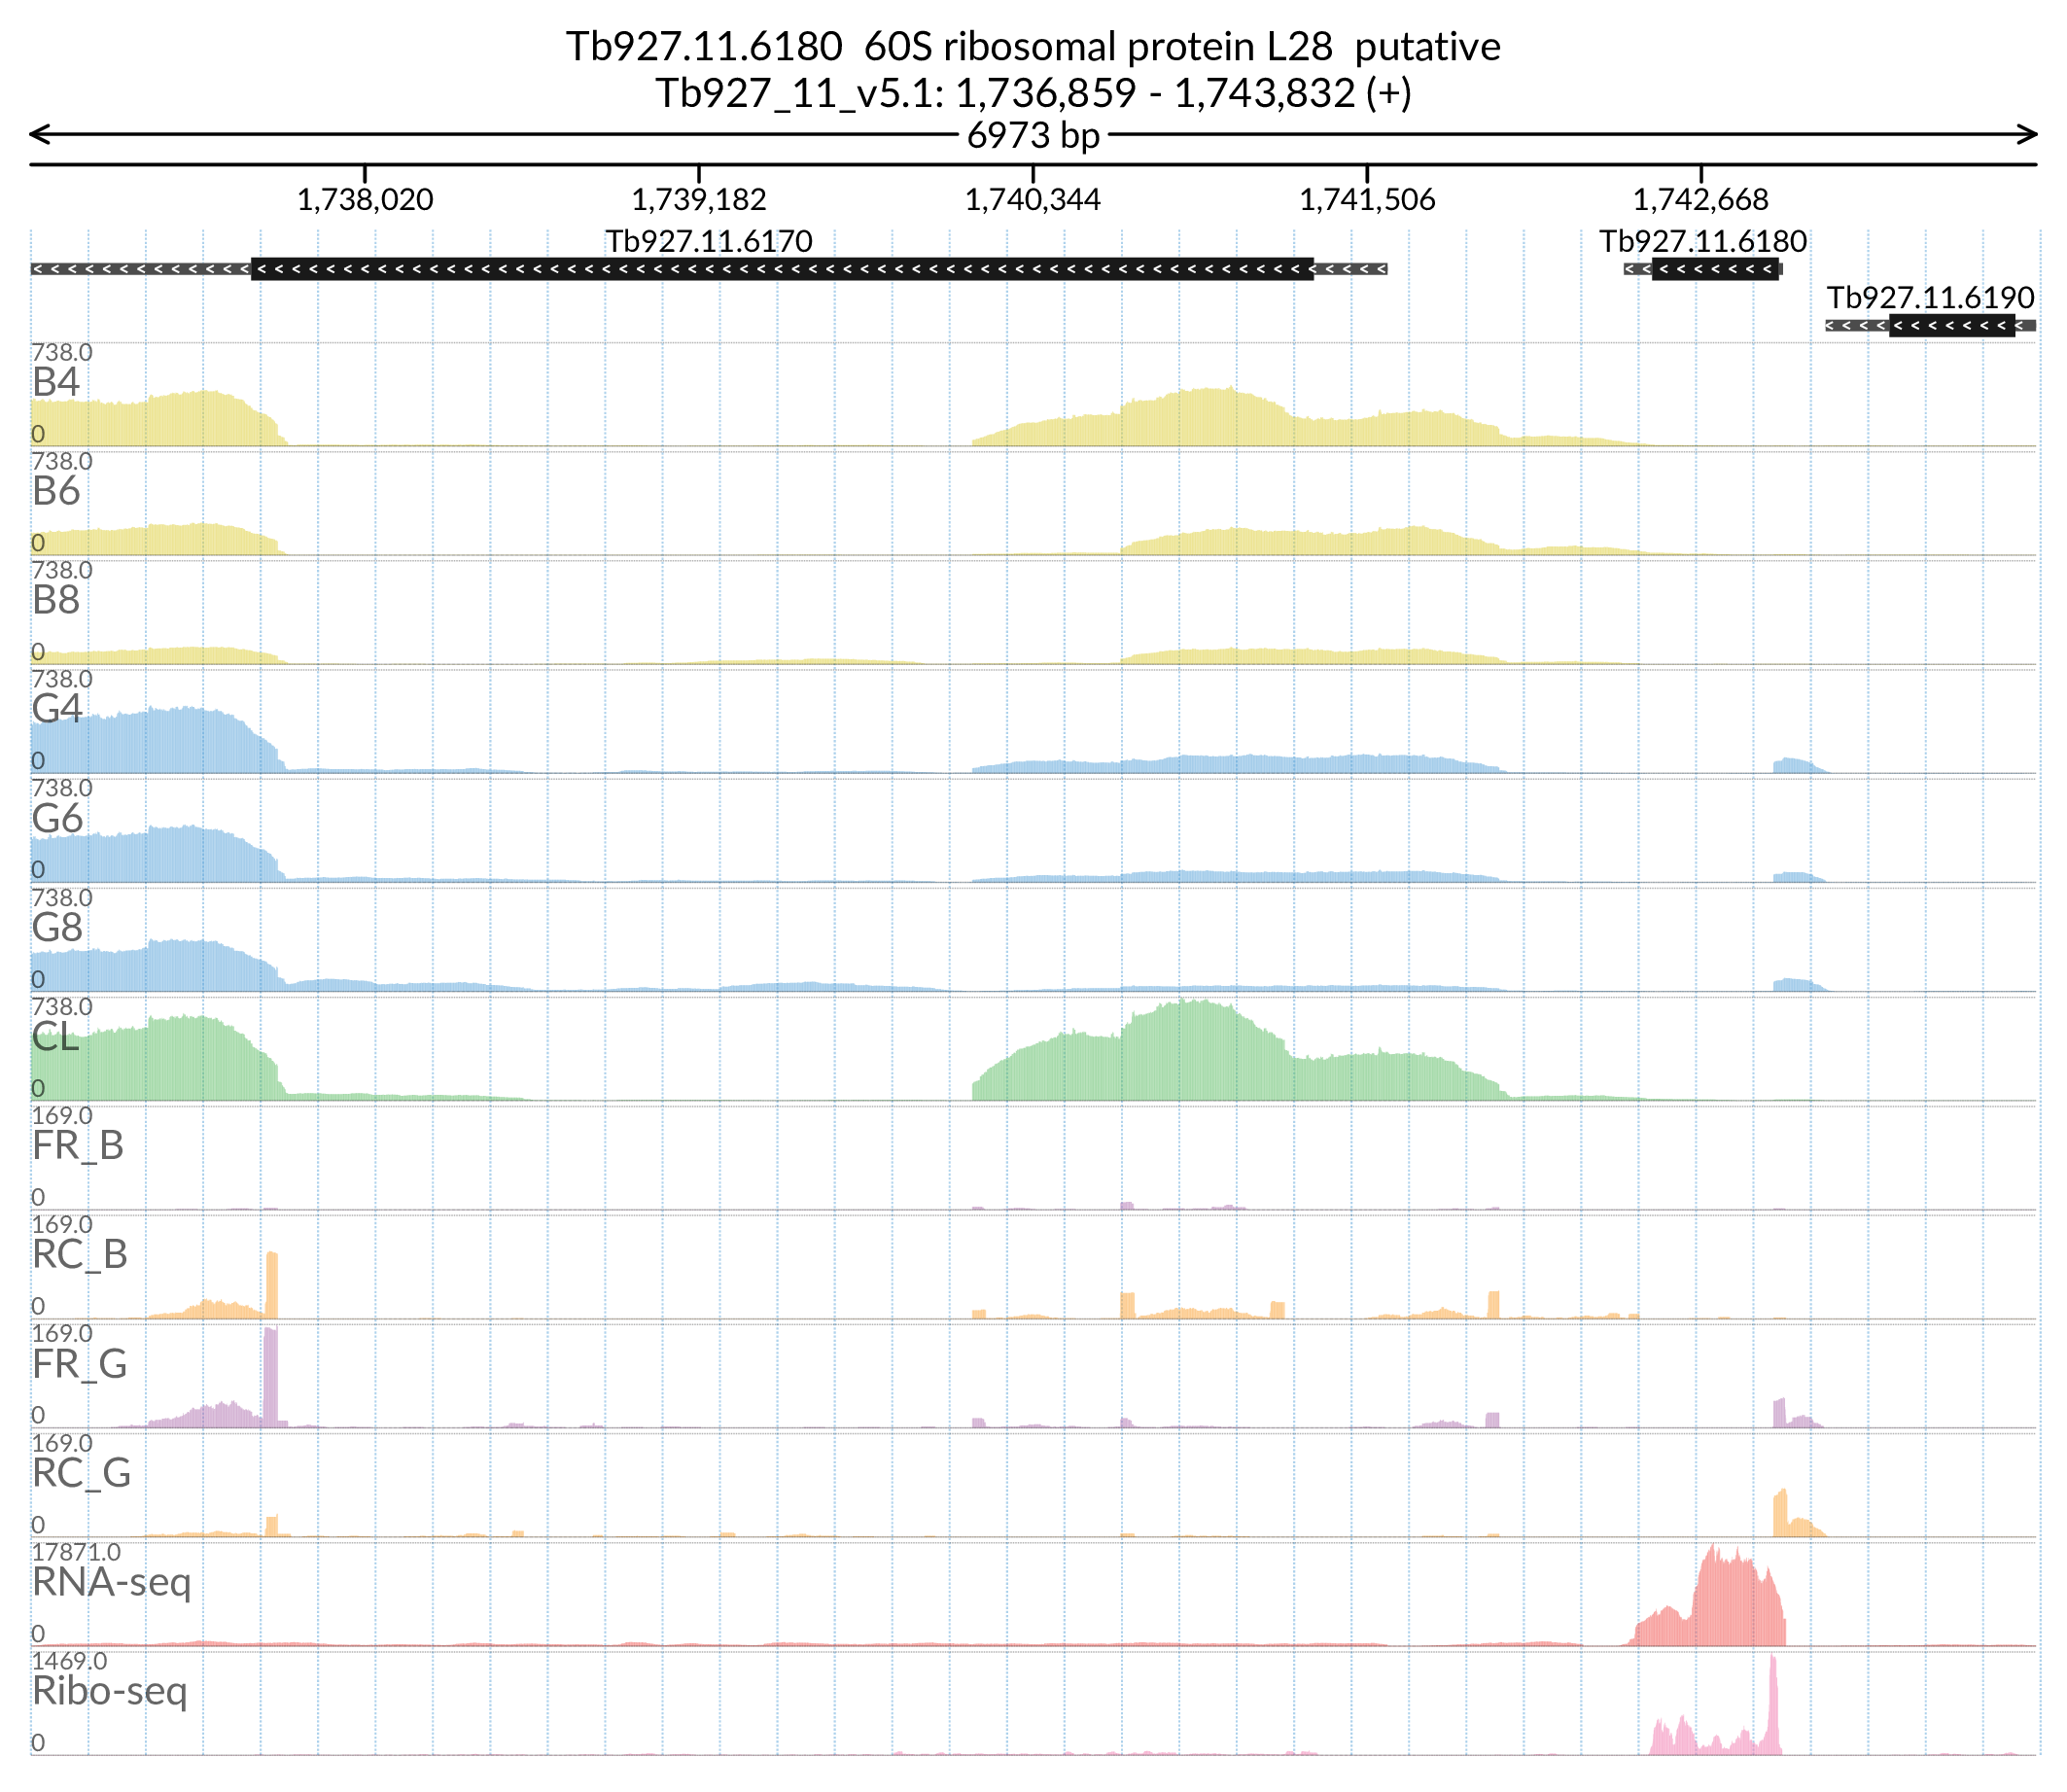 Tb927.11.6180 60S ribosomal protein L28 putative
Tb927_11_v5.1: 1,736,859 - 1,743,832 (+)
6973 bp
1,738,020 1,739,182 1,740,344 1,741,506 1,742,668
Tb927.11.6170 Tb927.11.6180
Tb927.11.6190
738.0
B4
0
738.0
B6
0
738.0
B8
0
738.0
G4
0
738.0
G6
0
738.0
G8
0
738.0
CL
0
169.0
FR_B
0
169.0
RC_B
0
169.0
FR_G
0
169.0
RC_G
0
17871.0
RNA-seq
0
1469.0
Ribo-seq
0